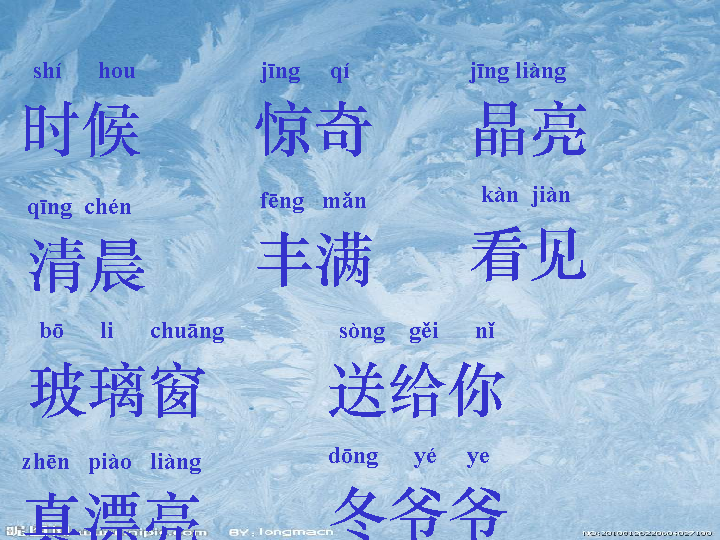 shí hou jīng qí jīng liàng
时候 惊奇 晶亮
qīng chén fēng mǎn kàn jiàn
清晨 丰满 看见
bō li chuāng sòng gěi nǐ
玻璃窗 送给你
zhēn piào liàng dōng yé ye
真漂亮 冬爷爷
BY:longmach